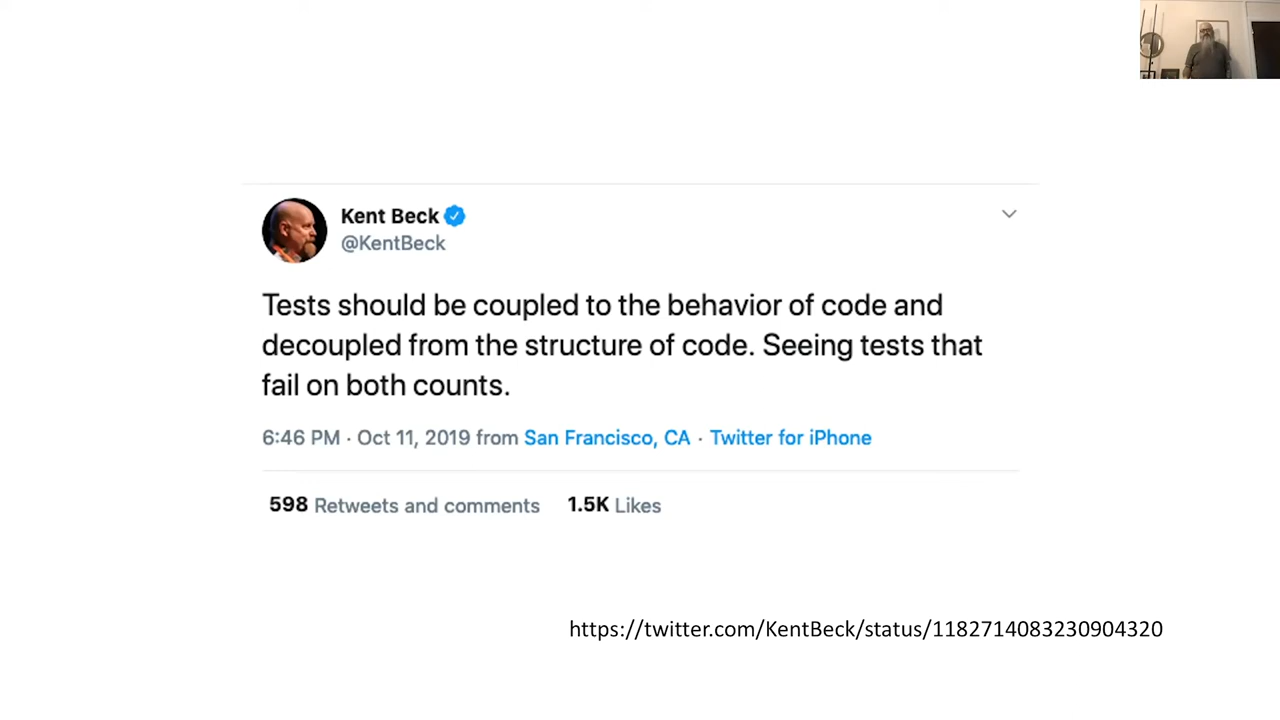 Kent Beck
@KentBeck
Tests should be coupled to the behavior of code and
decoupled from the structure of code. Seeing tests that
fail on both counts.
6:46 PM · Oct 11, 2019 from San Francisco, CA · Twitter for iPhone
598 Retweets and comments 1.5K Likes
https://twitter.com/KentBeck/status/1182714083230904320